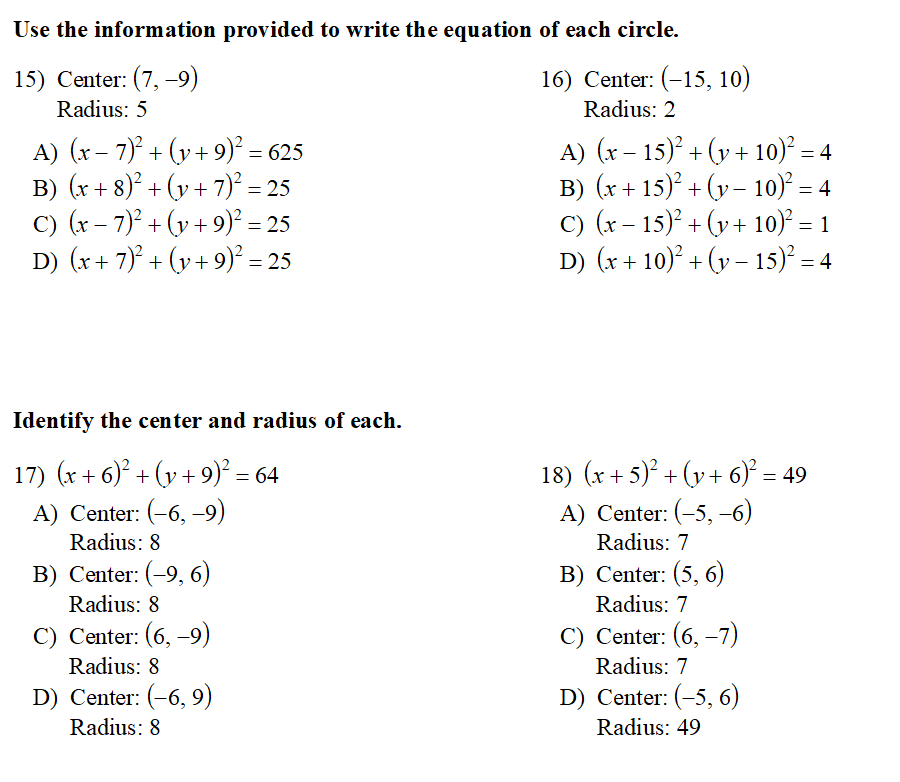 Use the information provided to write the equation of each circle.
15) Center: (7, –9)
Radius: 5
A) (x – 7)² + (y + 9)² = 625
B) (x + 8)² + (y + 7)² = 25
C) (x – 7)² + (y + 9)² = 25
D) (x + 7)² + (y + 9)² = 25
16) Center: (–15, 10)
Radius: 2
A) (x – 15)² + (y + 10)² = 4
B) (x + 15)² + (y – 10)² = 4
C) (x – 15)² + (y + 10)² = 1
D) (x + 10)² + (y – 15)² = 4
Identify the center and radius of each.
17) (x + 6)² + (y + 9)² = 64
A) Center: (–6, –9)
Radius: 8
B) Center: (–9, 6)
Radius: 8
C) Center: (6, –9)
Radius: 8
D) Center: (–6, 9)
Radius: 8
18) (x + 5)² + (y + 6)² = 49
A) Center: (–5, –6)
Radius: 7
B) Center: (5, 6)
Radius: 7
C) Center: (6, –7)
Radius: 7
D) Center: (–5, 6)
Radius: 49